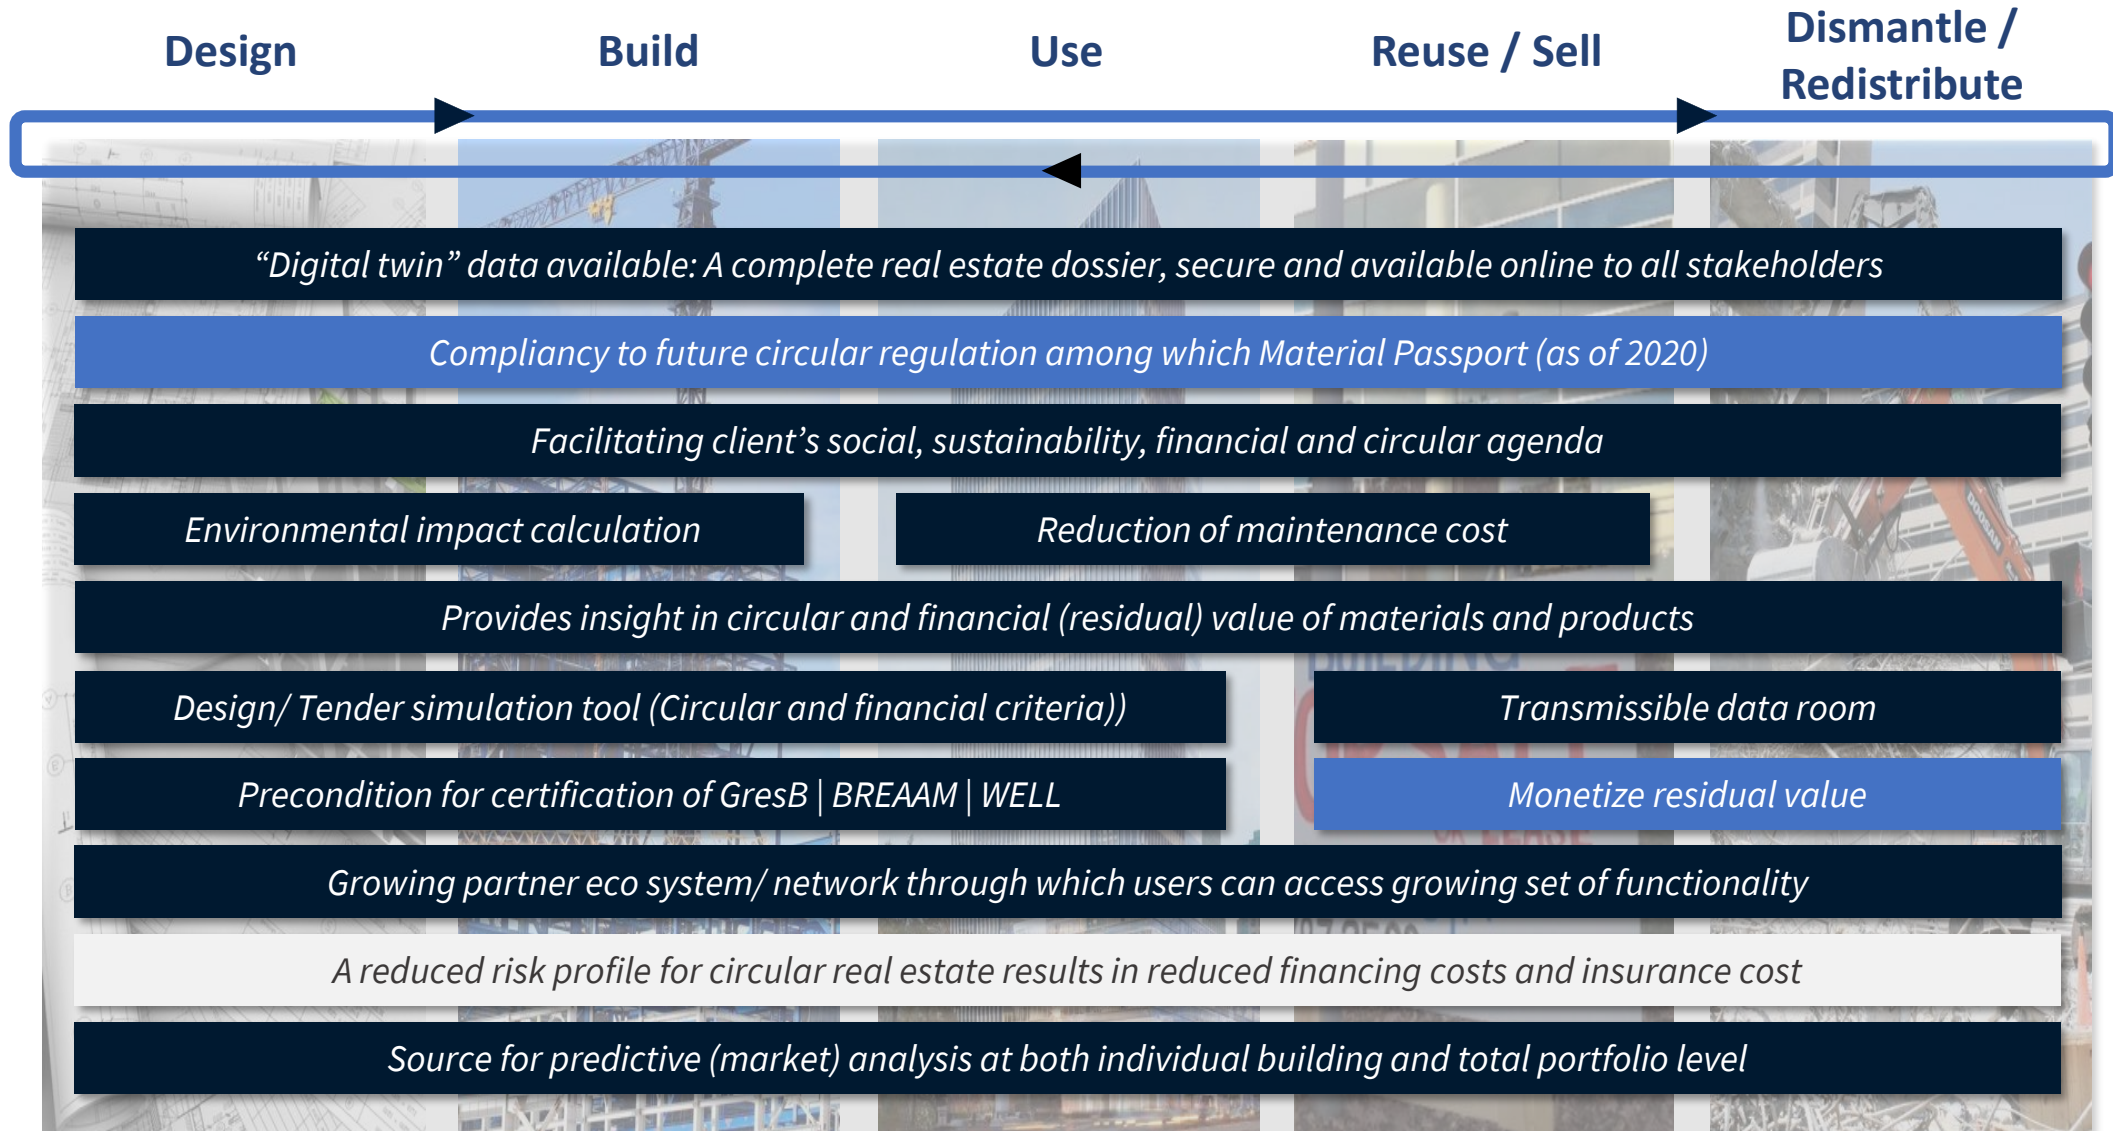 Design
Build
Use
Reuse / Sell
Dismantle /
Redistribute
“Digital twin” data available: A complete real estate dossier, secure and available online to all stakeholders
Compliancy to future circular regulation among which Material Passport (as of 2020)
Facilitating client’s social, sustainability, financial and circular agenda
Environmental impact calculation
Reduction of maintenance cost
Provides insight in circular and financial (residual) value of materials and products
BUILDING
Design/ Tender simulation tool (Circular and financial criteria))
Transmissible data room
Precondition for certification of GresB | BREAAM | WELL
Monetize residual value
OR LEASE
Growing partner eco system/ network through which users can access growing set of functionality
A reduced risk profile for circular real estate results in reduced financing costs and insurance cost
Source for predictive (market) analysis at both individual building and total portfolio level
DOOSAN